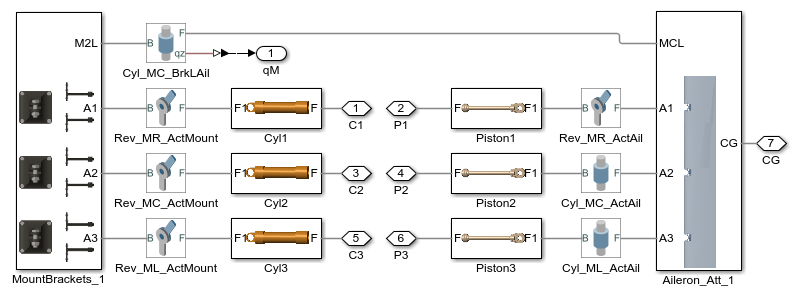 M2L B F qz 1 MCL
Cyl_MC_BrkLAil qM
A1 B F F1 F 1 2 F F1 B F A1
Rev_MR_ActMount Cyl1 C1 P1 Piston1 Rev_MR_ActAil
CG 7
CG
A2 B F F1 F 3 4 F F1 B F A2
Rev_MC_ActMount Cyl2 C2 P2 Piston2 Cyl_MC_ActAil
A3 B F F1 F 5 6 F F1 B F A3
Rev_ML_ActMount Cyl3 C3 P3 Piston3 Cyl_ML_ActAil
MountBrackets_1 Aileron_Att_1